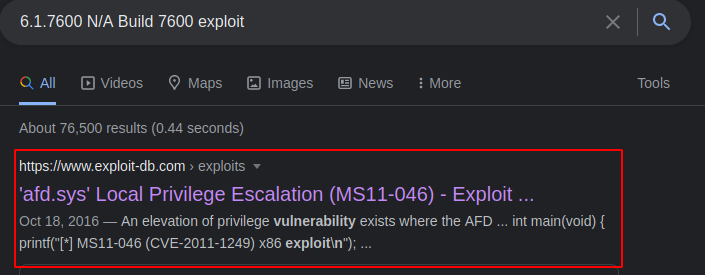 6.1.7600 N/A Build 7600 exploit
All Videos Maps Images News More Tools
About 76,500 results (0.44 seconds)
https://www.exploit-db.com › exploits
'afd.sys' Local Privilege Escalation (MS11-046) - Exploit ...
Oct 18, 2016 — An elevation of privilege vulnerability exists where the AFD ... int main(void) {
printf("[*] MS11-046 (CVE-2011-1249) x86 exploit\n"); ...